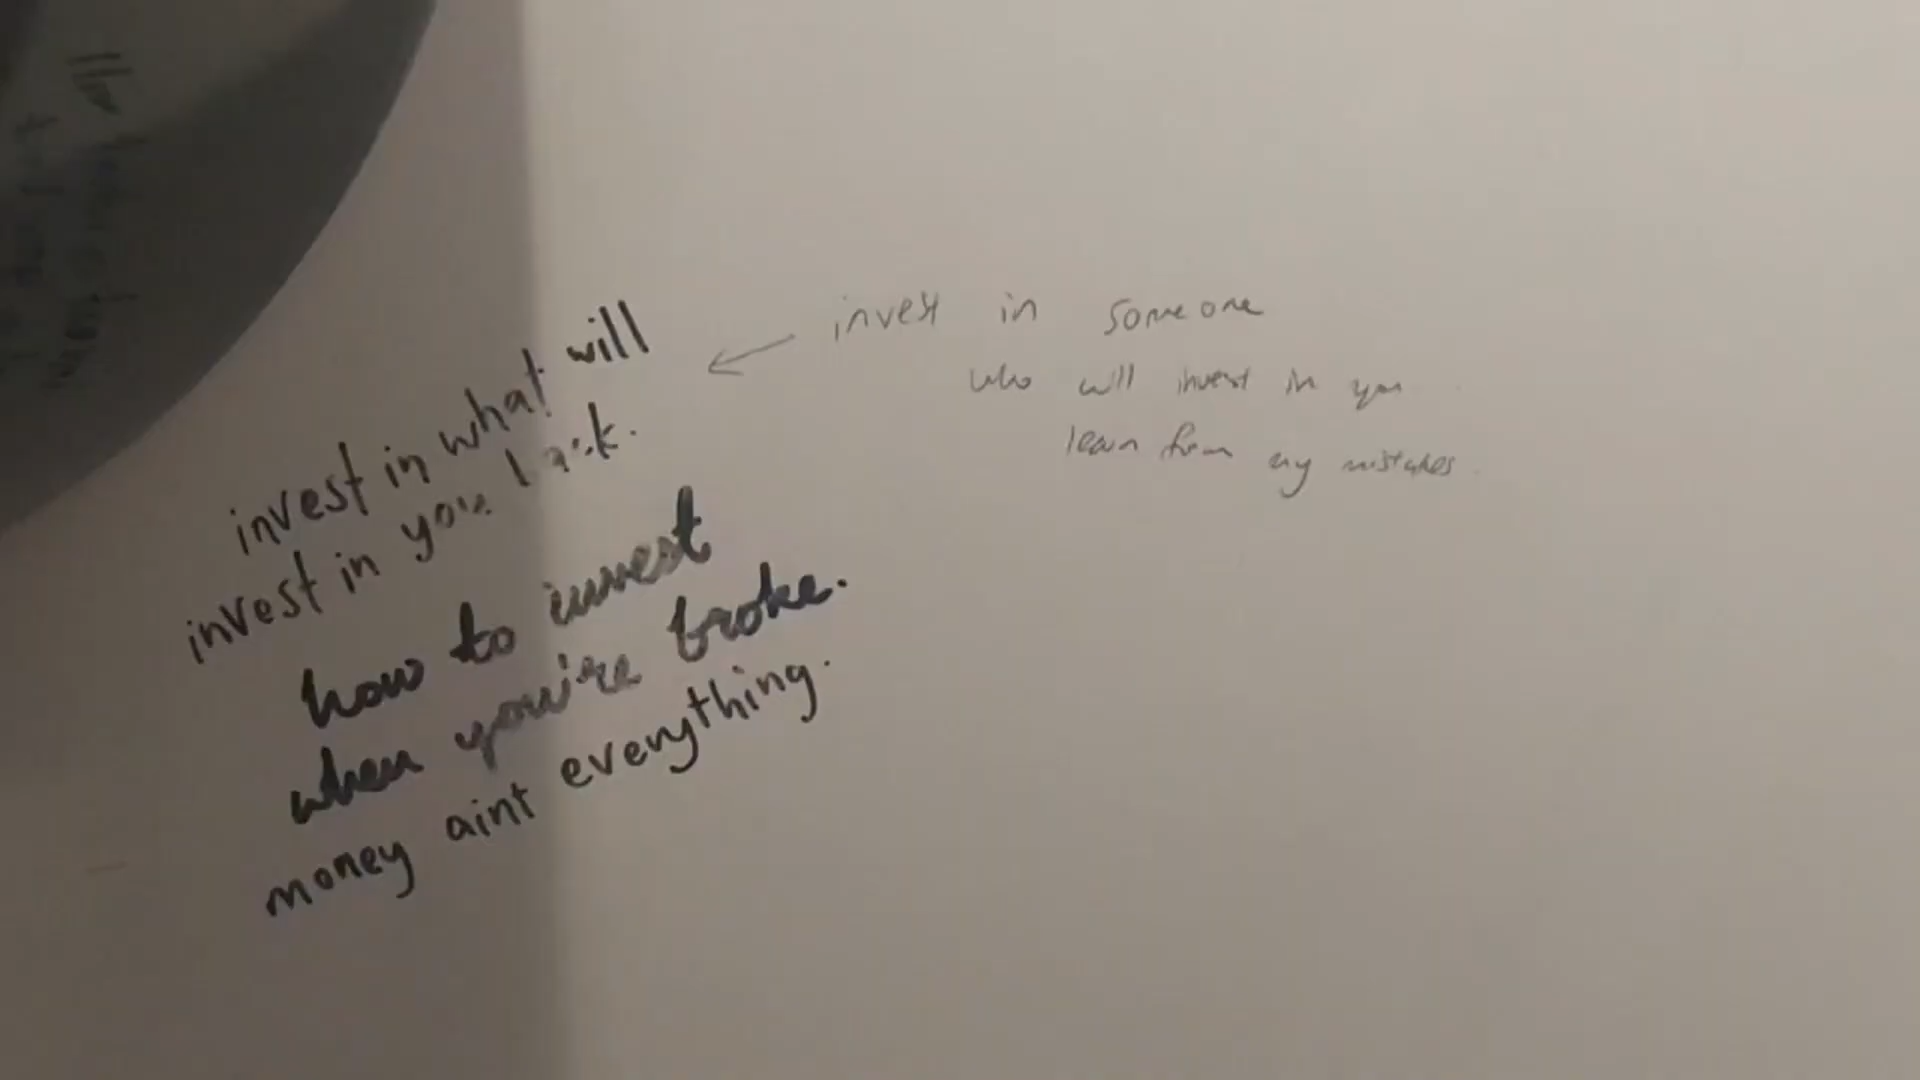 invest in what will
invest in you back.
how to invest
when you're broke.
money aint everything.
invest in someone
who will invest in you
learn from my mistakes